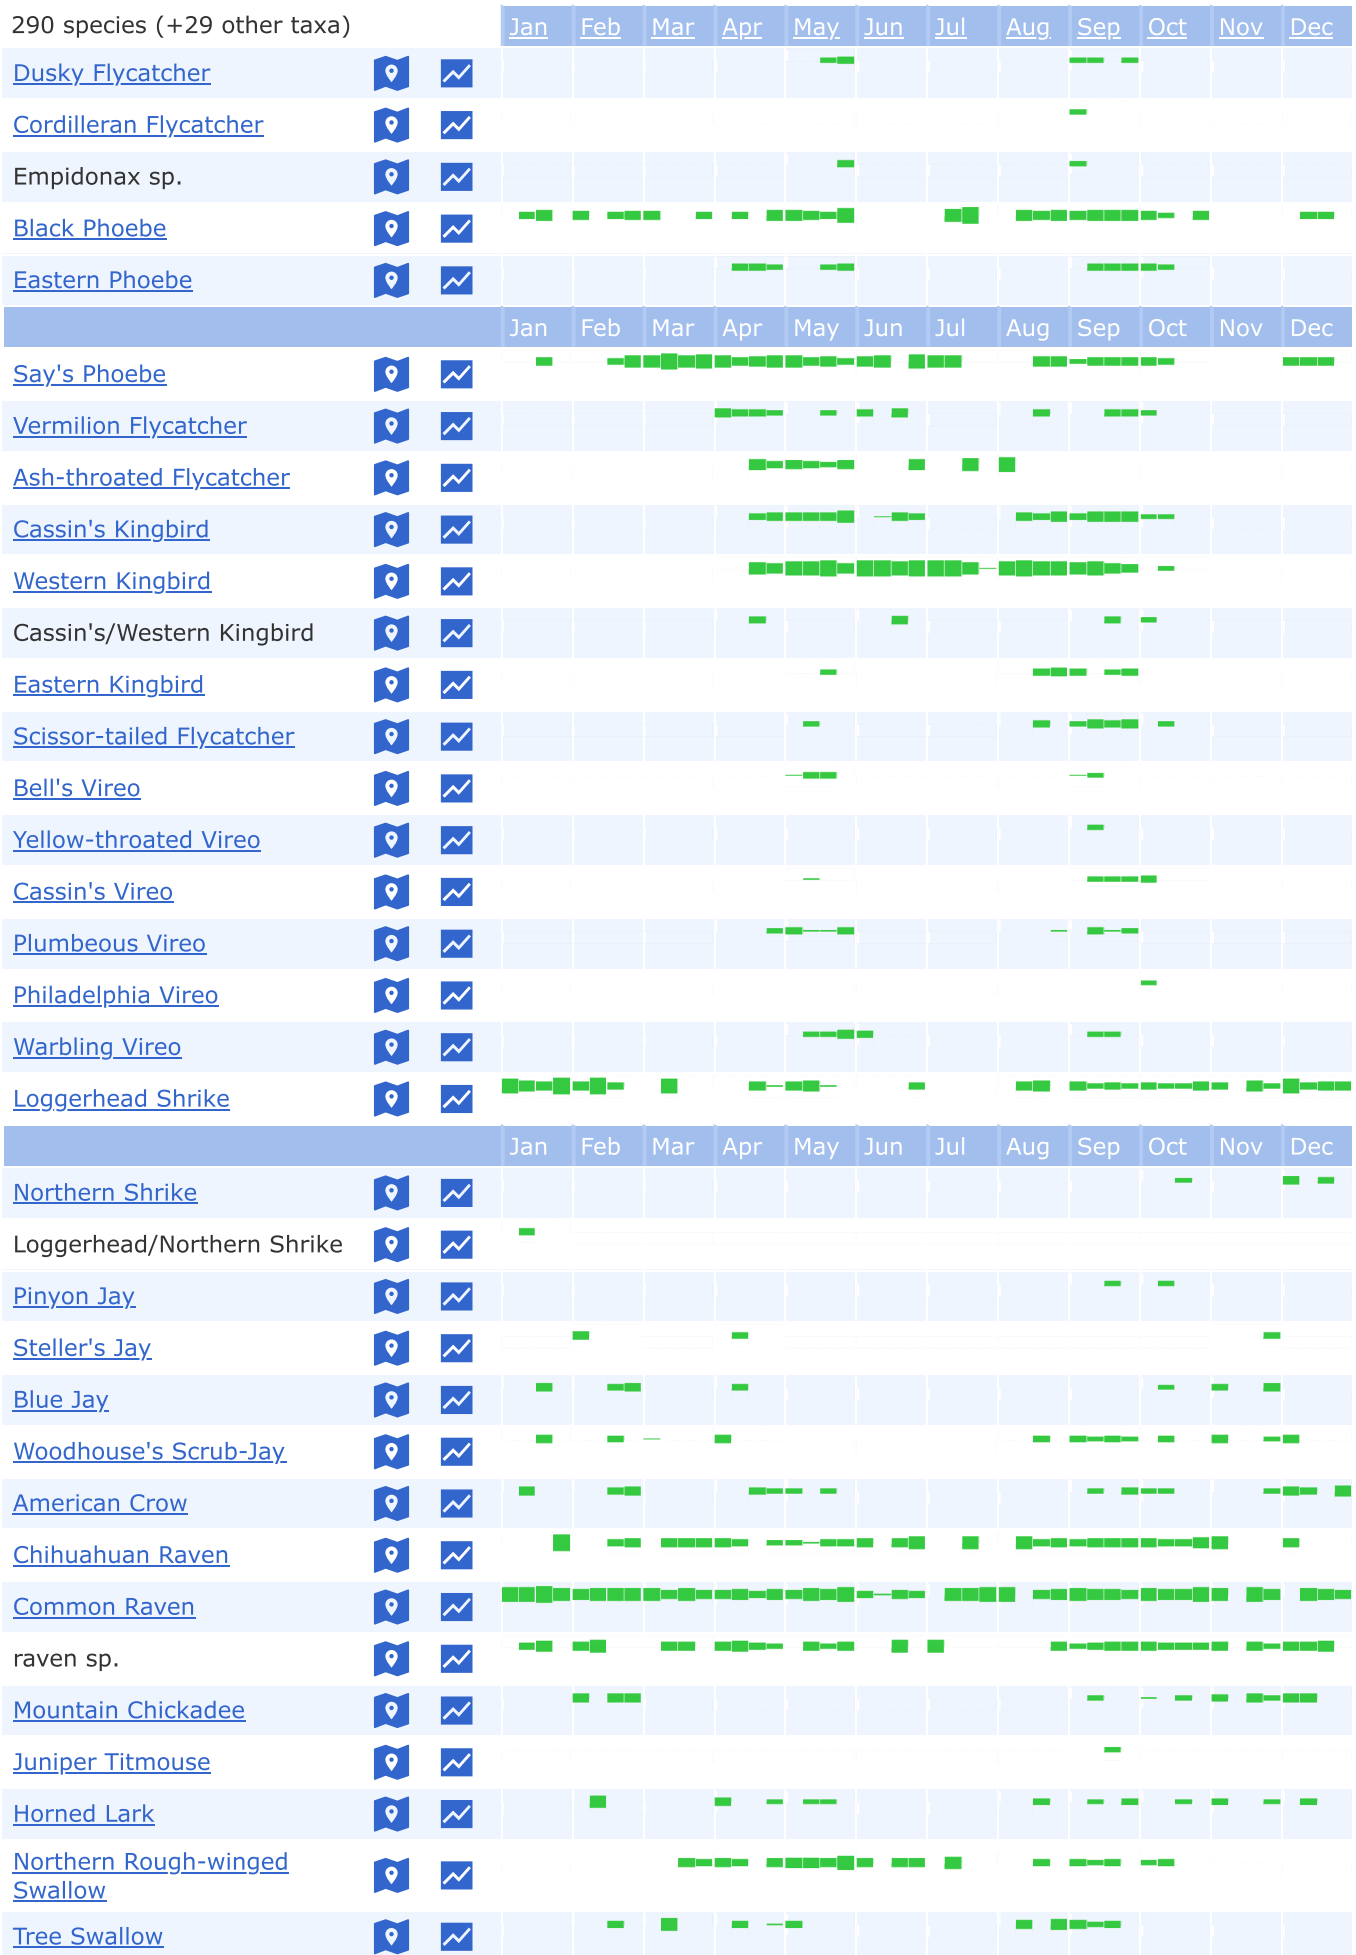 290 species (+29 other taxa) Jan Feb Mar Apr May Jun Jul Aug Sep Oct Nov Dec
Dusky Flycatcher
Cordilleran Flycatcher
Empidonax sp.
Black Phoebe
Eastern Phoebe
Jan Feb Mar Apr May Jun Jul Aug Sep Oct Nov Dec
Say's Phoebe
Vermilion Flycatcher
Ash-throated Flycatcher
Cassin's Kingbird
Western Kingbird
Cassin's/Western Kingbird
Eastern Kingbird
Scissor-tailed Flycatcher
Bell's Vireo
Yellow-throated Vireo
Cassin's Vireo
Plumbeous Vireo
Philadelphia Vireo
Warbling Vireo
Loggerhead Shrike
Jan Feb Mar Apr May Jun Jul Aug Sep Oct Nov Dec
Northern Shrike
Loggerhead/Northern Shrike
Pinyon Jay
Steller's Jay
Blue Jay
Woodhouse's Scrub-Jay
American Crow
Chihuahuan Raven
Common Raven
raven sp.
Mountain Chickadee
Juniper Titmouse
Horned Lark
Northern Rough-winged
Swallow
Tree Swallow